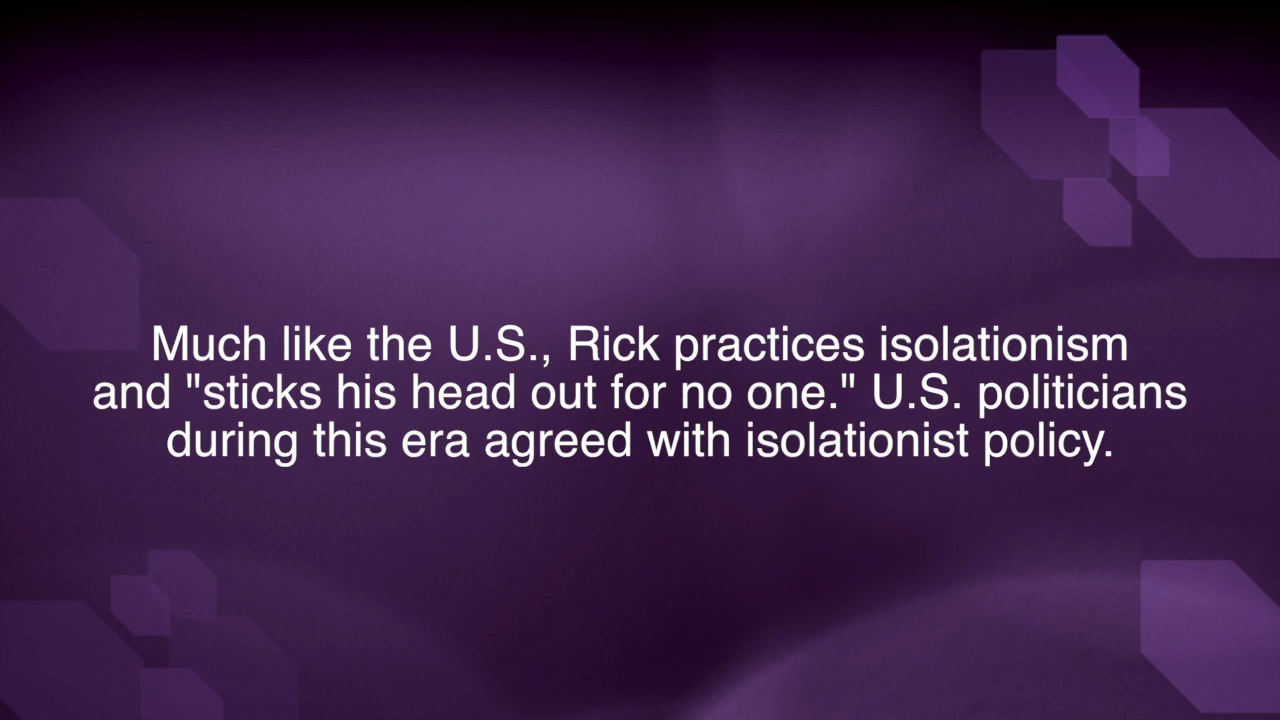 Much like the U.S., Rick practices isolationism
and "sticks his head out for no one." U.S. politicians
during this era agreed with isolationist policy.